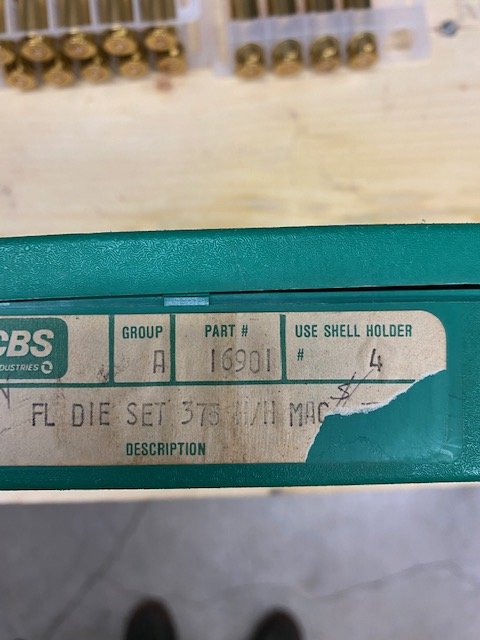 CBS
INDUSTRIES
GROUP
A
PART #
16901
USE SHELL HOLDER
# 4
FL DIE SET 375 H/H MAG
DESCRIPTION